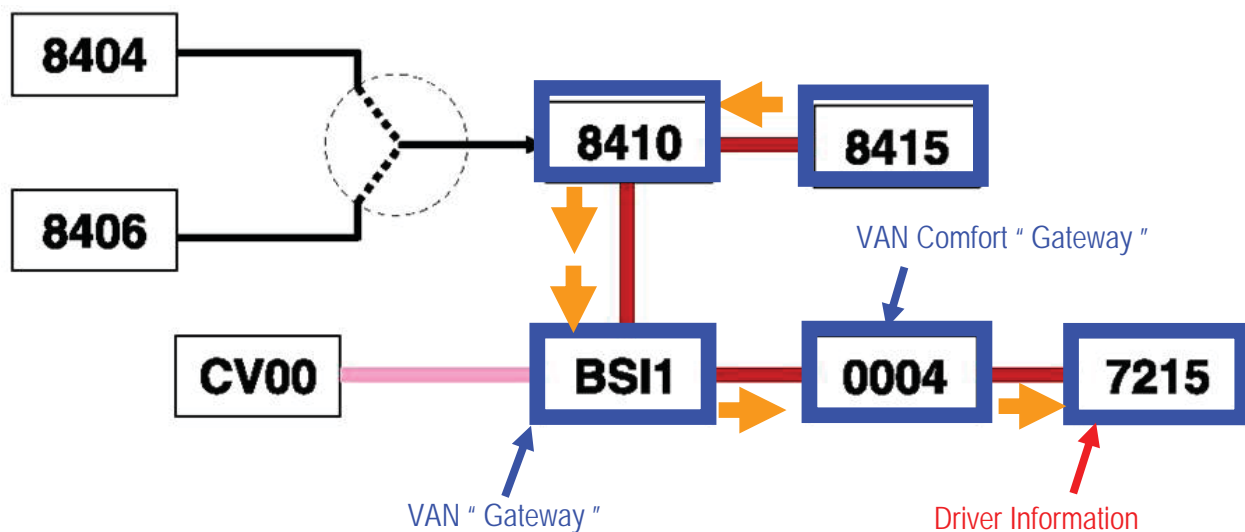 8404
8410
8415
8406
VAN Comfort “ Gateway ”
CV00
BSI1
0004
7215
VAN “ Gateway ”
Driver Information